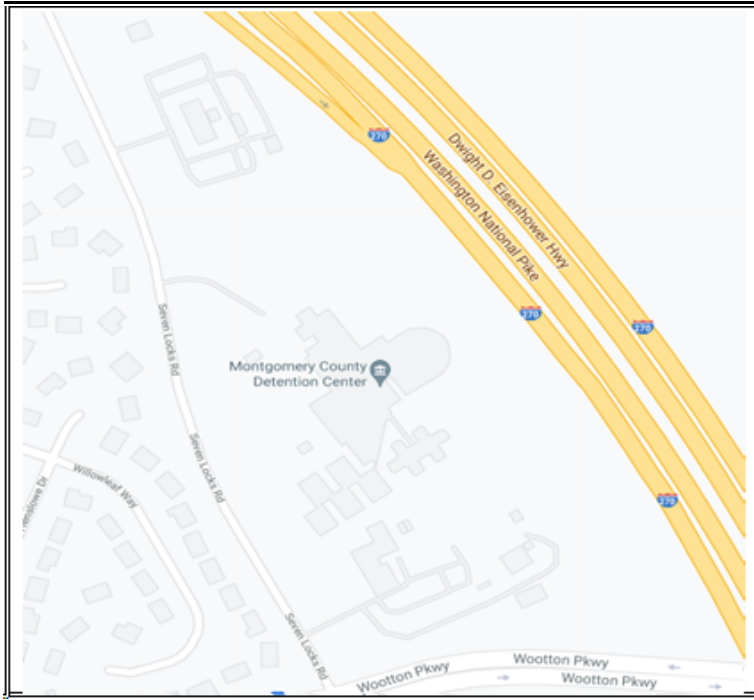 270
Dwight D. Eisenhower Hwy
Washington National Pike
270
270
Seven Locks Rd
Montgomery County
Detention Center
Seven Locks Rd
Willowleaf Way
270
Seven Locks Rd
Wootton Pkwy
Wootton Pkwy
Wootton Pkwy